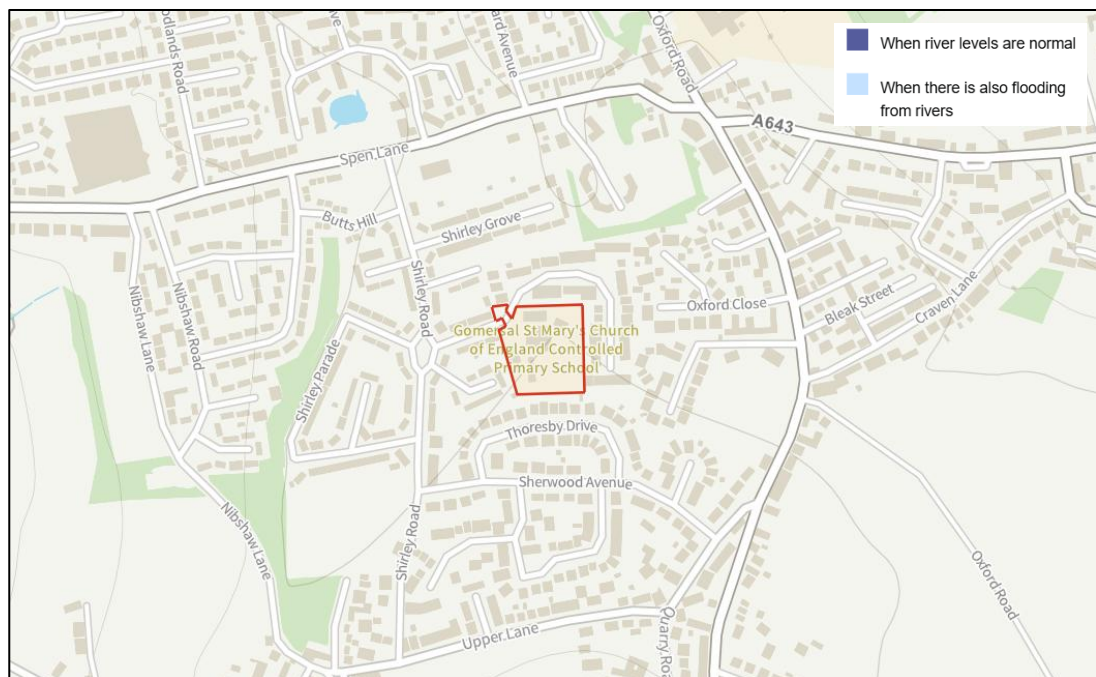 When river levels are normal
When there is also flooding
from rivers
Oxford Road
A643
Spen Lane
Butts Hill
Shirley Grove
Shirley Road
Nibshaw Lane
Nibshaw Road
Oxford Close
Bleak Street
Craven Lane
Gomersal St Mary's Church
of England Controlled
Primary School
Shirley Parade
Thoresby Drive
Sherwood Avenue
Nibshaw Lane
Shirley Road
Oxford Road
Upper Lane